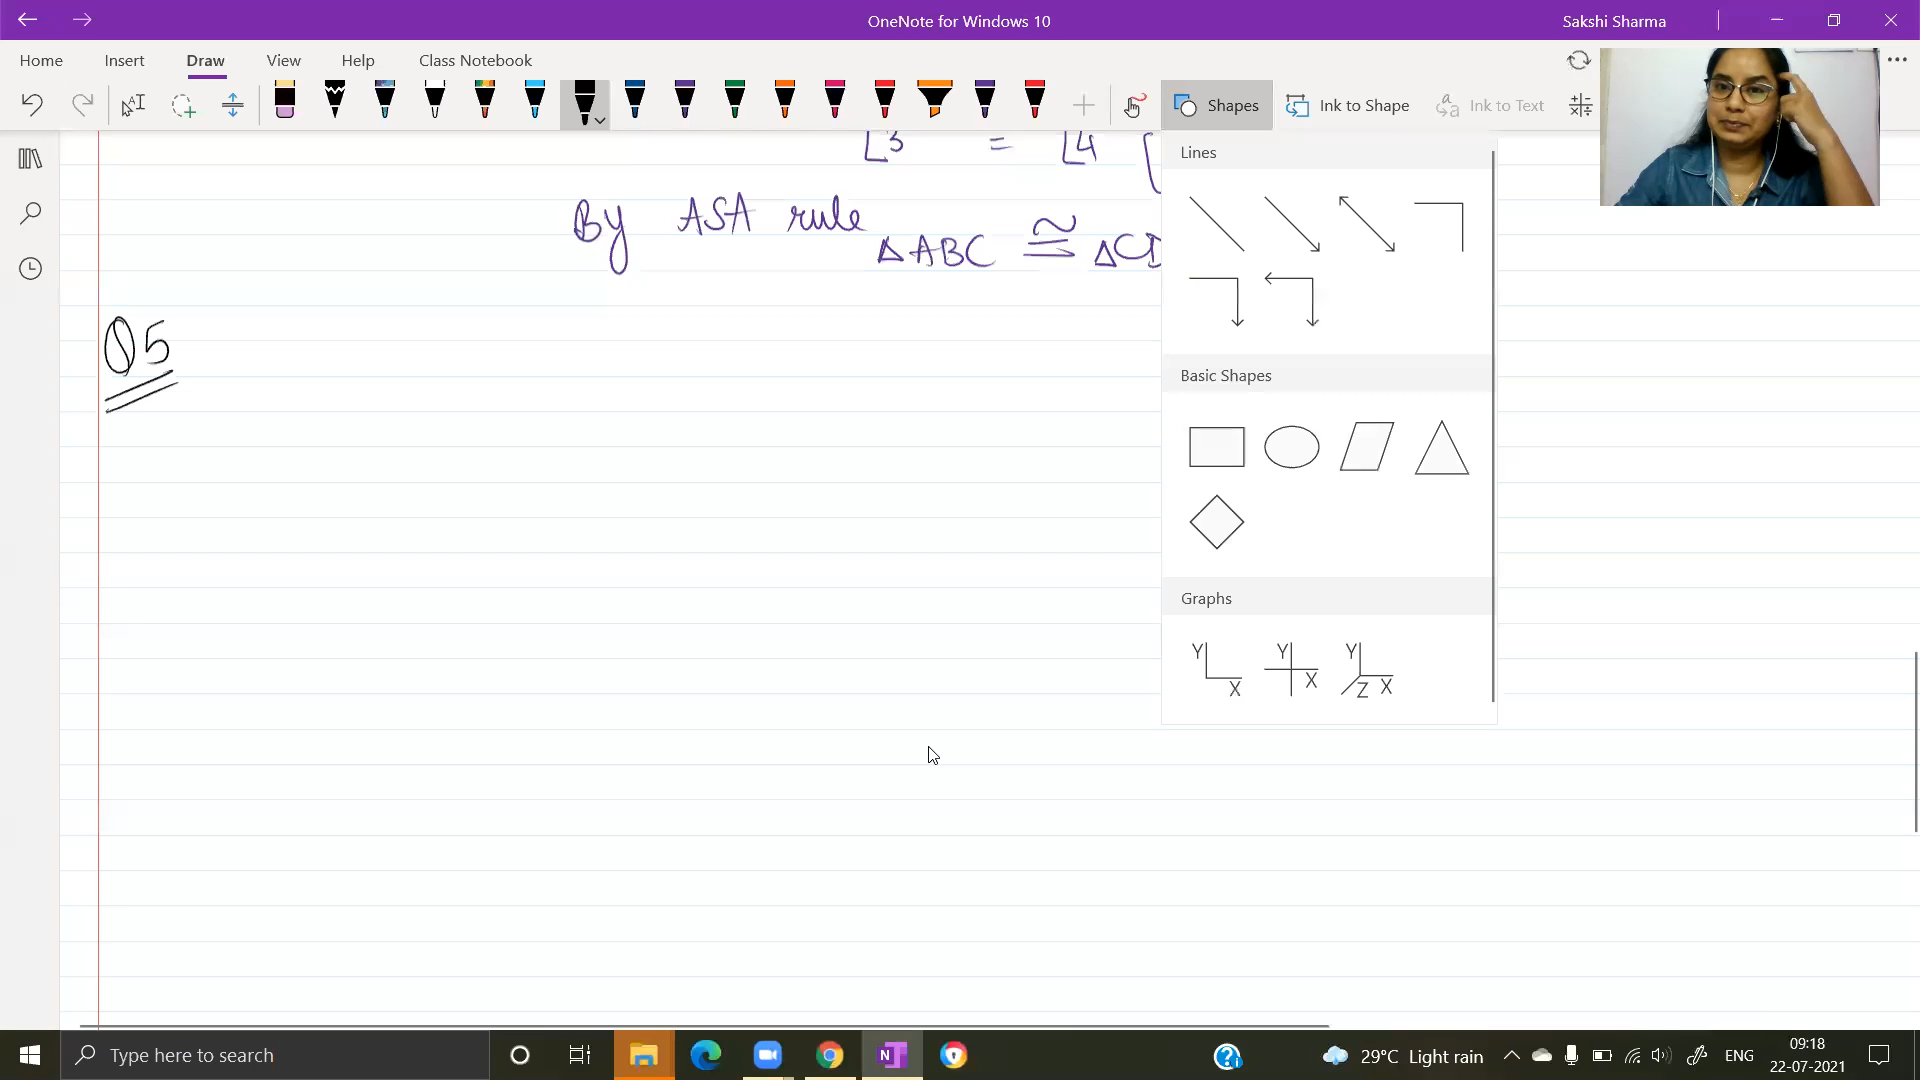 OneNote for Windows 10
Sakshi Sharma
Home Insert Draw View Help Class Notebook
Shapes Ink to Shape Ink to Text
∠3 = ∠4
By ASA rule
ΔABC ≅ ΔCD
Q5
Lines
Basic Shapes
Graphs
Y X Y X Y Z X
Type here to search
29°C Light rain
ENG
09:18
22-07-2021